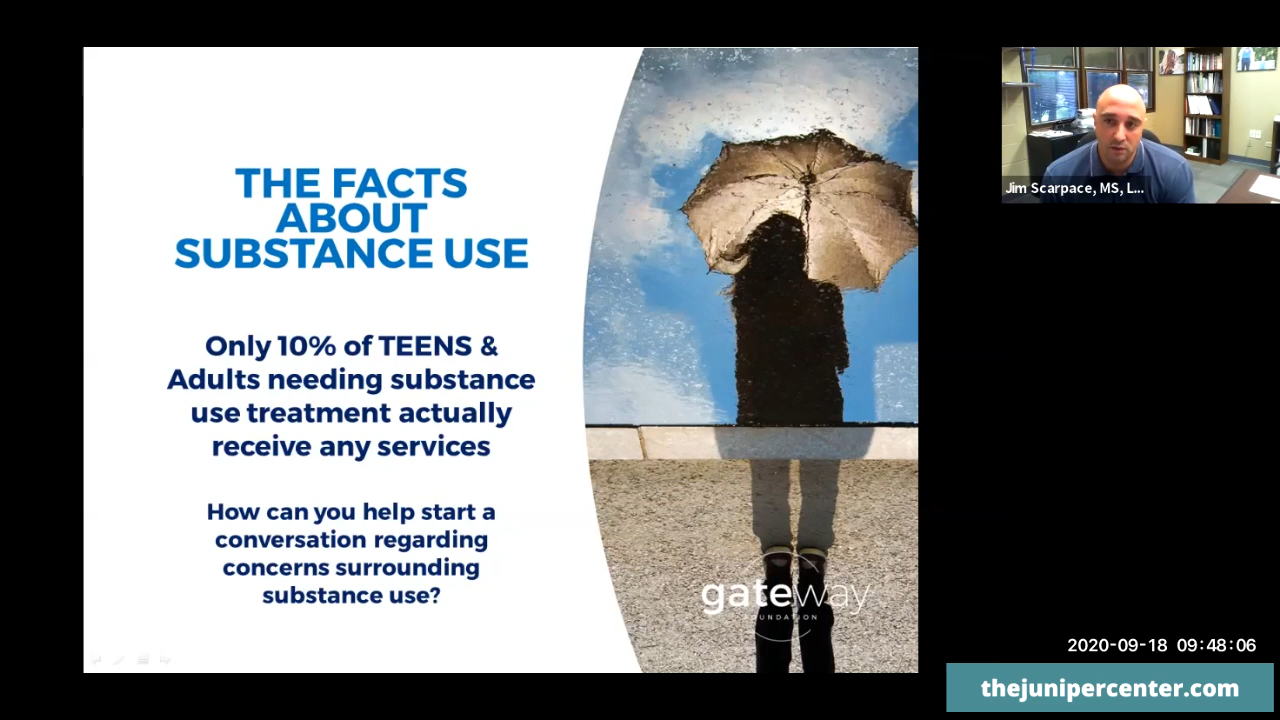 THE FACTS
ABOUT
SUBSTANCE USE
Only 10% of TEENS &
Adults needing substance
use treatment actually
receive any services
How can you help start a
conversation regarding
concerns surrounding
substance use?
gateway
FOUNDATION
Jim Scarpace, MS, L...
2020-09-18 09:48:06
thejunipercenter.com